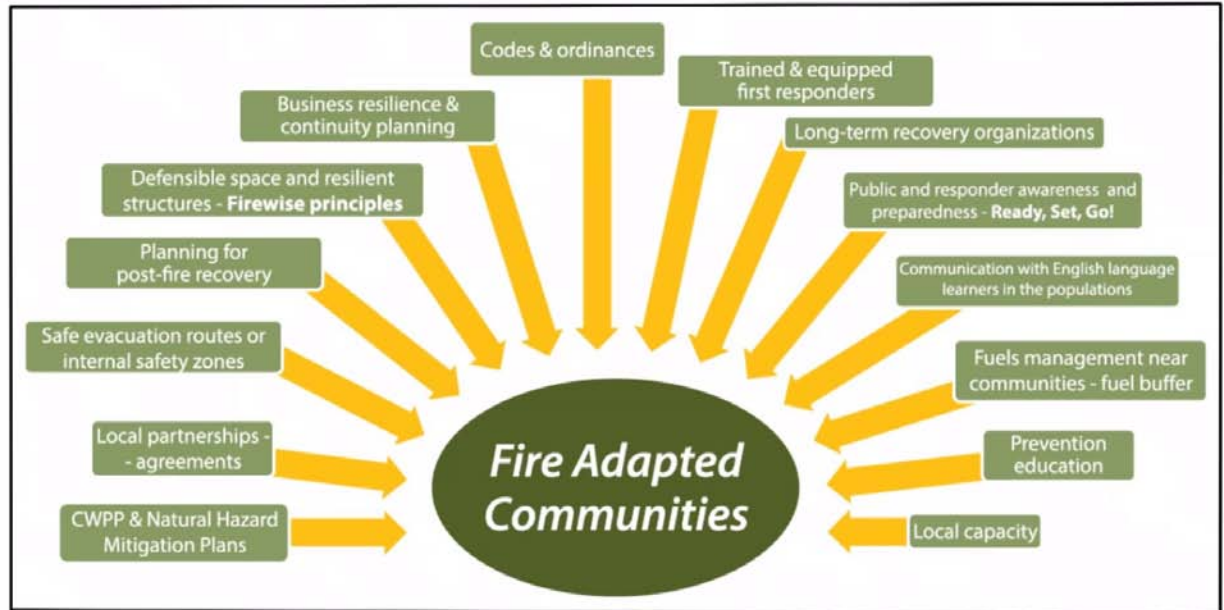 Codes & ordinances
Trained & equipped
first responders
Business resilience &
continuity planning
Long-term recovery organizations
Defensible space and resilient
structures - Firewise principles
Public and responder awareness and
preparedness - Ready, Set, Go!
Planning for
post-fire recovery
Communication with English language
learners in the populations
Safe evacuation routes or
internal safety zones
Fuels management near
communities - fuel buffer
Local partnerships -
- agreements
Prevention
education
CWPP & Natural Hazard
Mitigation Plans
Local capacity
Fire Adapted
Communities